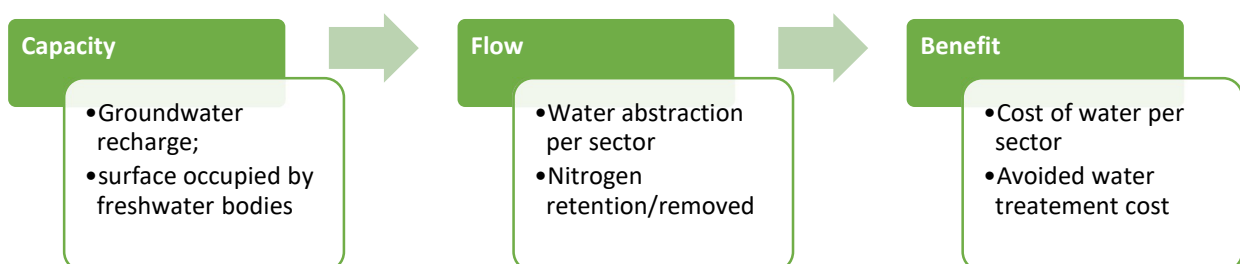 Capacity
•Groundwater
recharge;
•surface occupied by
freshwater bodies
Flow
•Water abstraction
per sector
•Nitrogen
retention/removed
Benefit
•Cost of water per
sector
•Avoided water
treatement cost